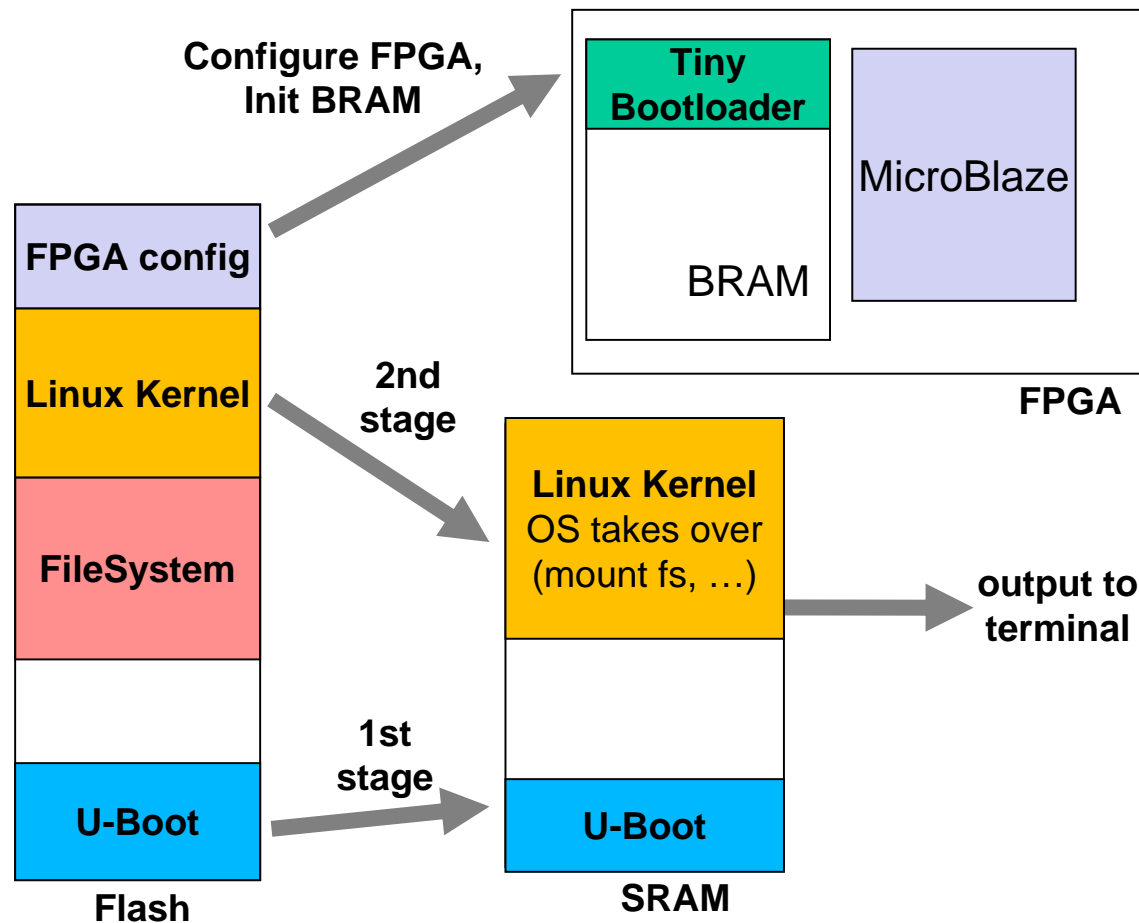 Configure FPGA,
Init BRAM
Tiny
Bootloader
MicroBlaze
BRAM
FPGA
FPGA config
Linux Kernel
FileSystem
U-Boot
Flash
2nd
stage
1st
stage
Linux Kernel
OS takes over
(mount fs, …)
U-Boot
SRAM
output to
terminal